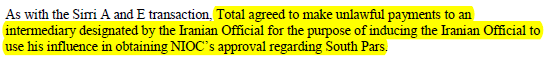 As with the Sirri A and E transaction, Total agreed to make unlawful payments to an
intermediary designated by the Iranian Official for the purpose of inducing the Iranian Official to
use his influence in obtaining NIOC's approval regarding South Pars.